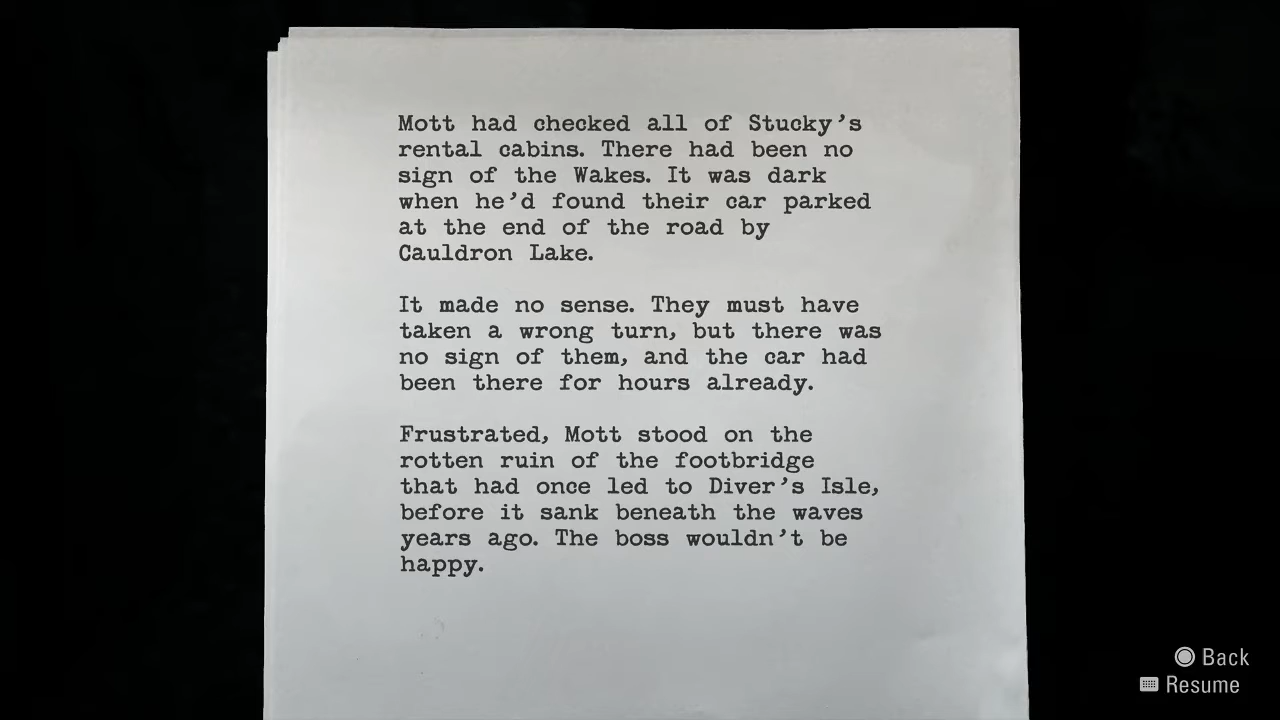 Mott had checked all of Stucky's
rental cabins. There had been no
sign of the Wakes. It was dark
when he'd found their car parked
at the end of the road by
Cauldron Lake.
It made no sense. They must have
taken a wrong turn, but there was
no sign of them, and the car had
been there for hours already.
Frustrated, Mott stood on the
rotten ruin of the footbridge
that had once led to Diver's Isle,
before it sank beneath the waves
years ago. The boss wouldn't be
happy.
Back
Resume